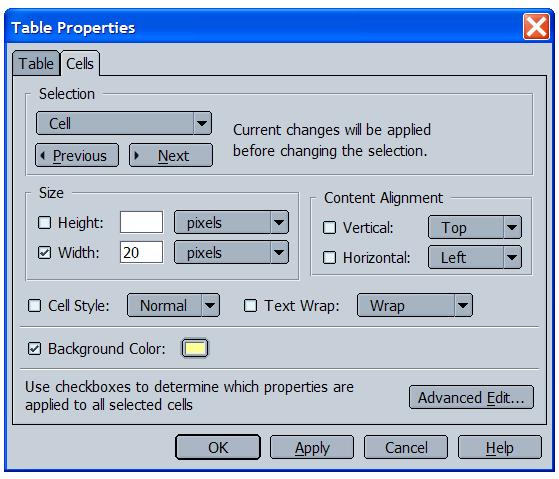 Table Properties
Table Cells
Selection
Cell
Previous Next
Current changes will be applied
before changing the selection.
Size
Height: pixels
Width: 20 pixels
Content Alignment
Vertical: Top
Horizontal: Left
Cell Style: Normal Text Wrap: Wrap
Background Color:
Use checkboxes to determine which properties are
applied to all selected cells
Advanced Edit...
OK Apply Cancel Help